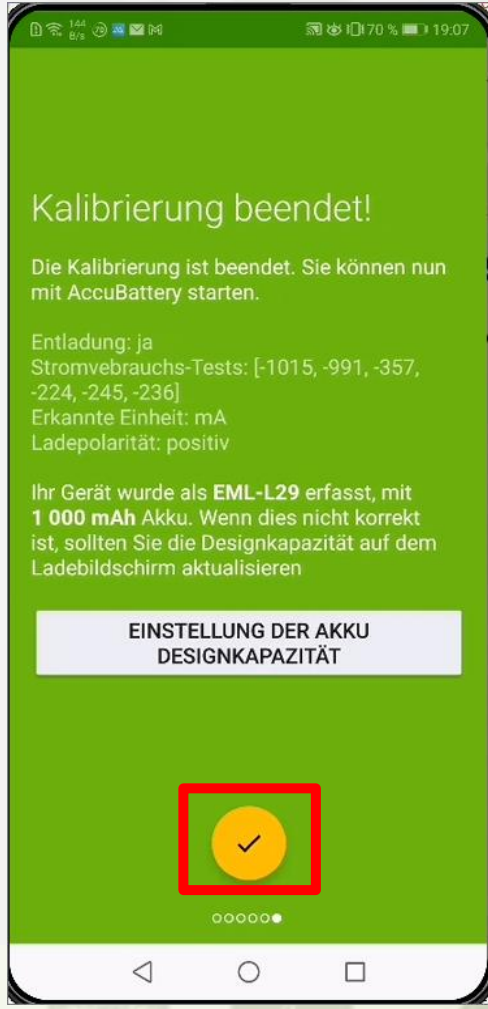 144
B/s
70 % 19:07
Kalibrierung beendet!
Die Kalibrierung ist beendet. Sie können nun
mit AccuBattery starten.
Entladung: ja
Stromvebrauchs-Tests: [-1015, -991, -357,
-224, -245, -236]
Erkannte Einheit: mA
Ladepolarität: positiv
Ihr Gerät wurde als EML-L29 erfasst, mit
1 000 mAh Akku. Wenn dies nicht korrekt
ist, sollten Sie die Designkapazität auf dem
Ladebildschirm aktualisieren
EINSTELLUNG DER AKKU
DESIGNKAPAZITÄT